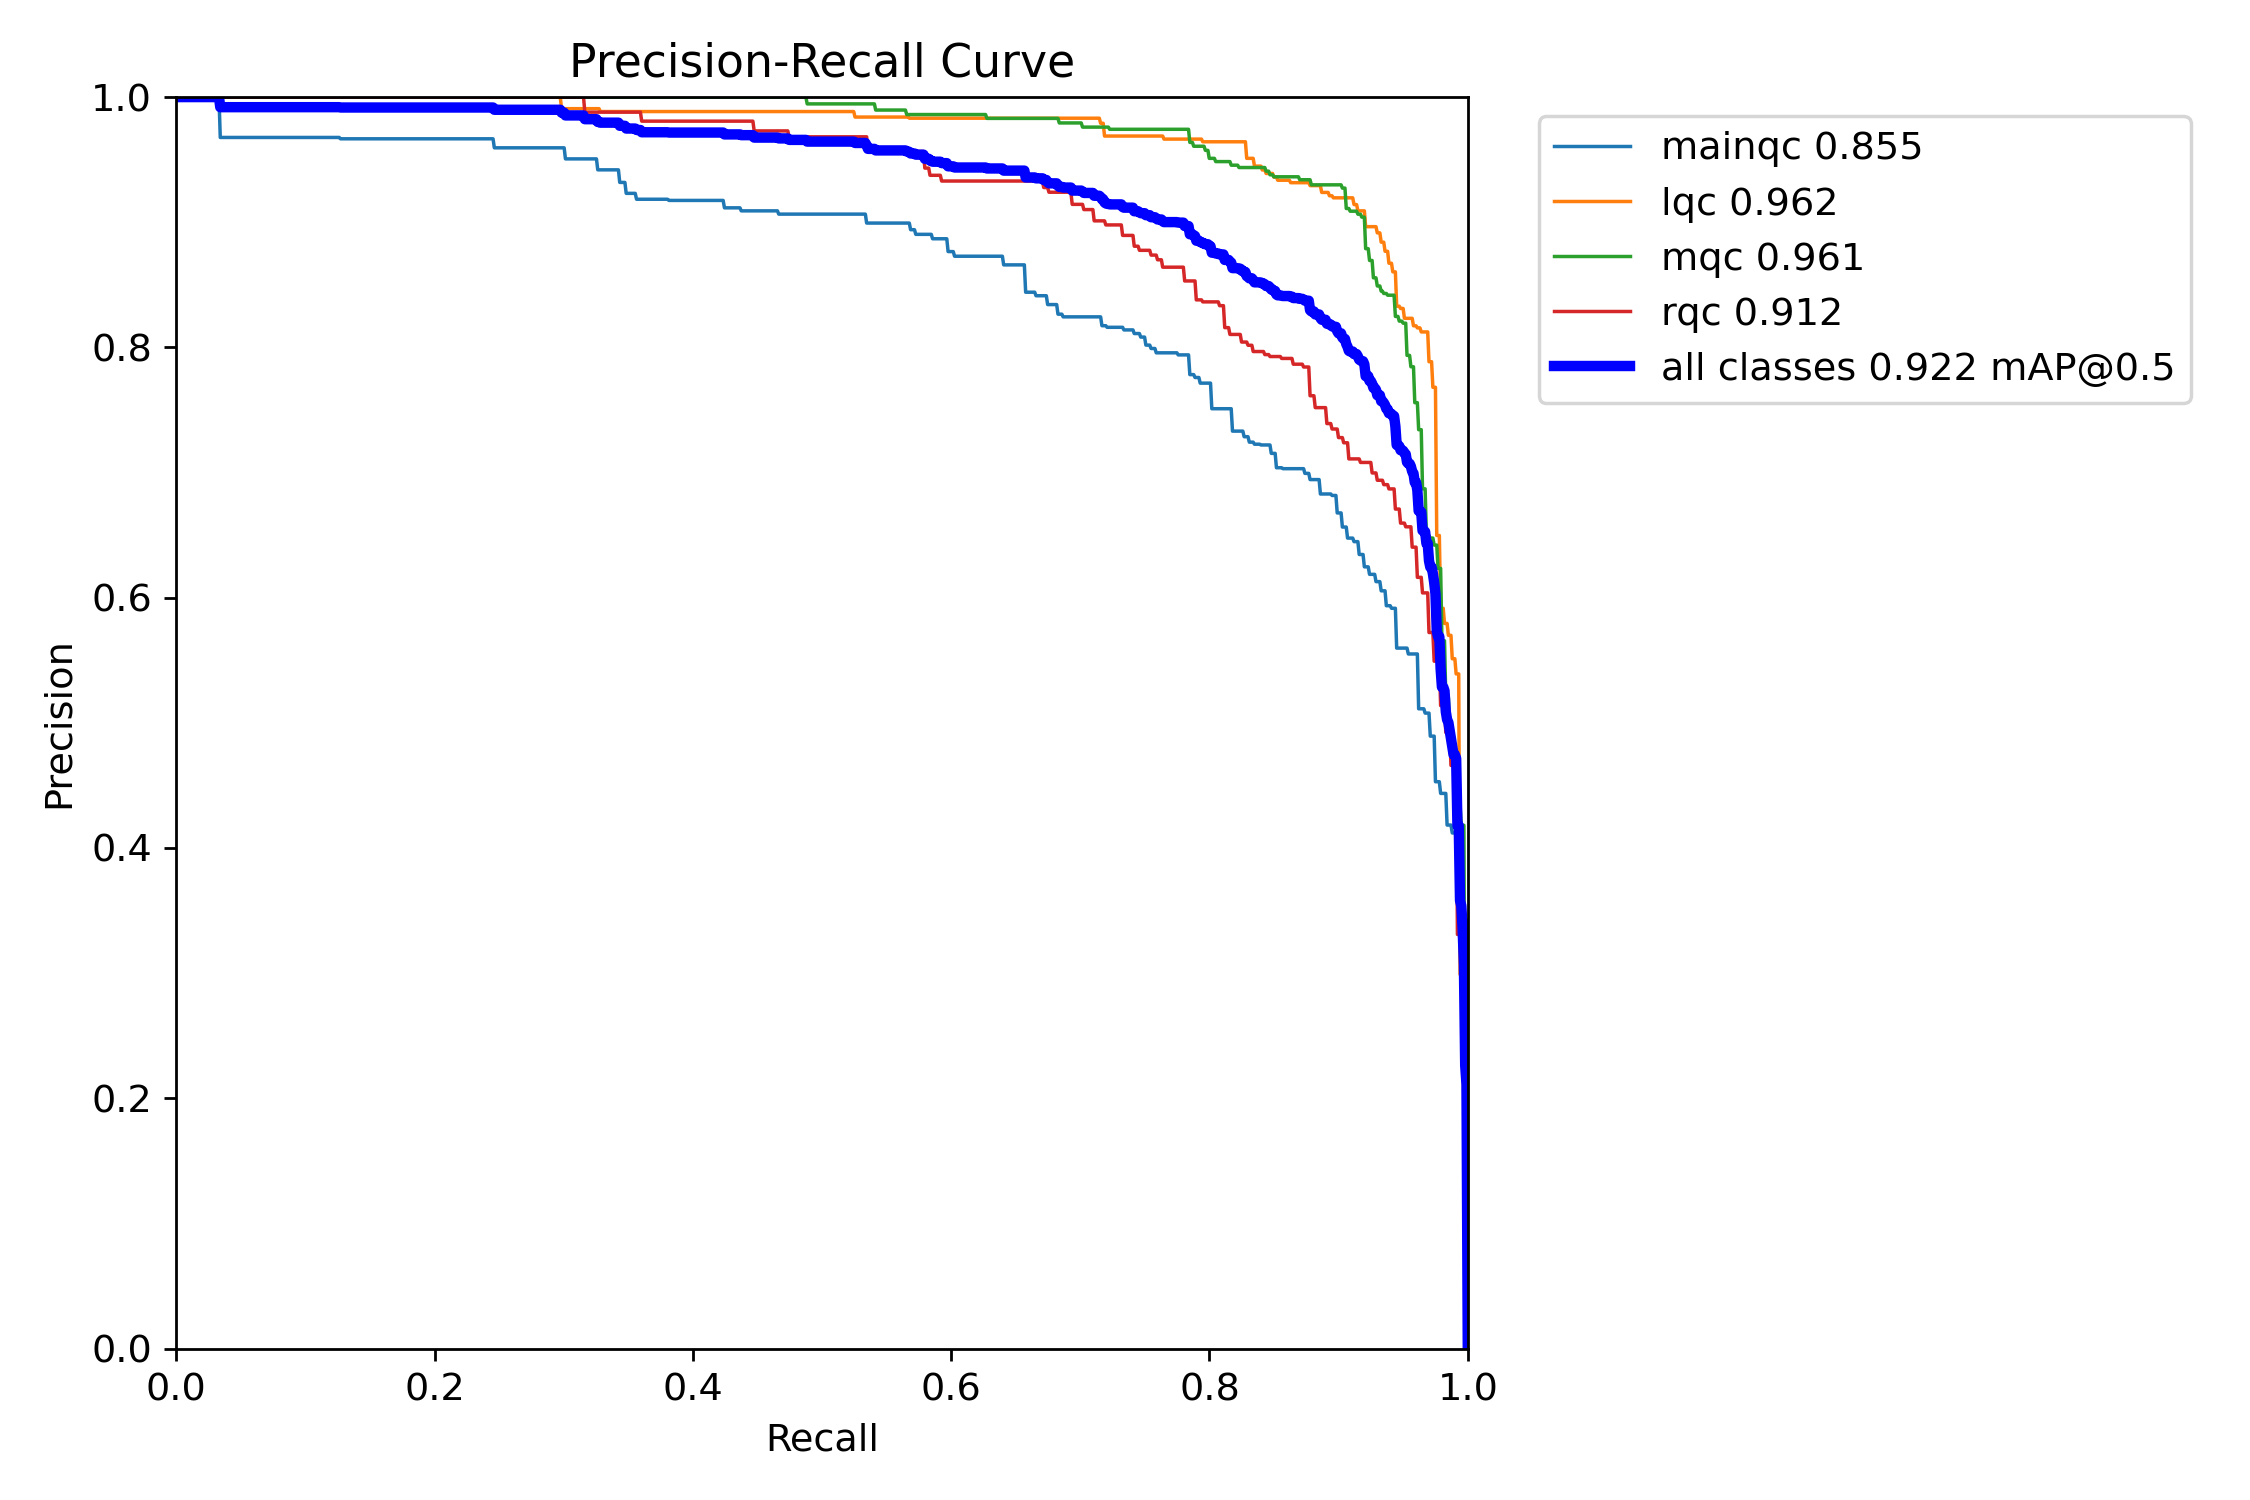 Precision-Recall Curve
1.0
0.8
0.6
0.4
0.2
0.0
Precision
0.0 0.2 0.4 0.6 0.8 1.0
Recall
mainqc 0.855
lqc 0.962
mqc 0.961
rqc 0.912
all classes 0.922 mAP@0.5